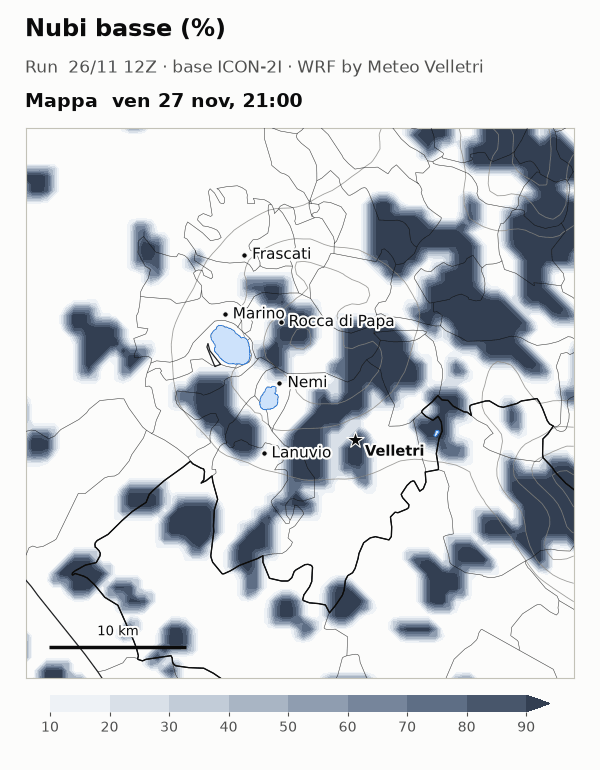 Nubi basse (%)
Run  26/11 12Z · base ICON-2I · WRF by Meteo Velletri
Mappa  ven 27 nov, 21:00
Frascati
Marino
Rocca di Papa
Nemi
Velletri
Lanuvio
10 km
10 20 30 40 50 60 70 80 90